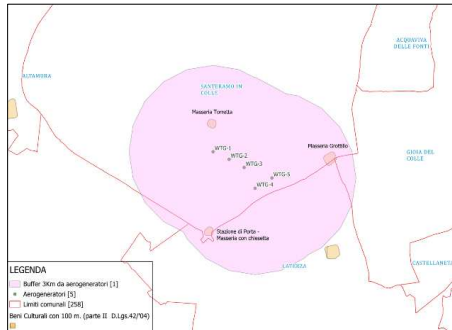 ACQUAVIVA
DELLE FONTI
ALTAMURA
SANTERAMO IN
COLLE
Masseria Torretta
WTG-1
WTG-2
WTG-3
Masseria Grottillo
GIOIA DEL
COLLE
WTG-5
WTG-4
Stazione di Posta -
Masseria con chiesetta
LATERZA
CASTELLANETA
LEGENDA
Buffer 3Km da aerogeneratori [1]
Aerogeneratori [5]
Limiti comunali [258]
Beni Culturali con 100 m. (parte II D.Lgs.42/'04)